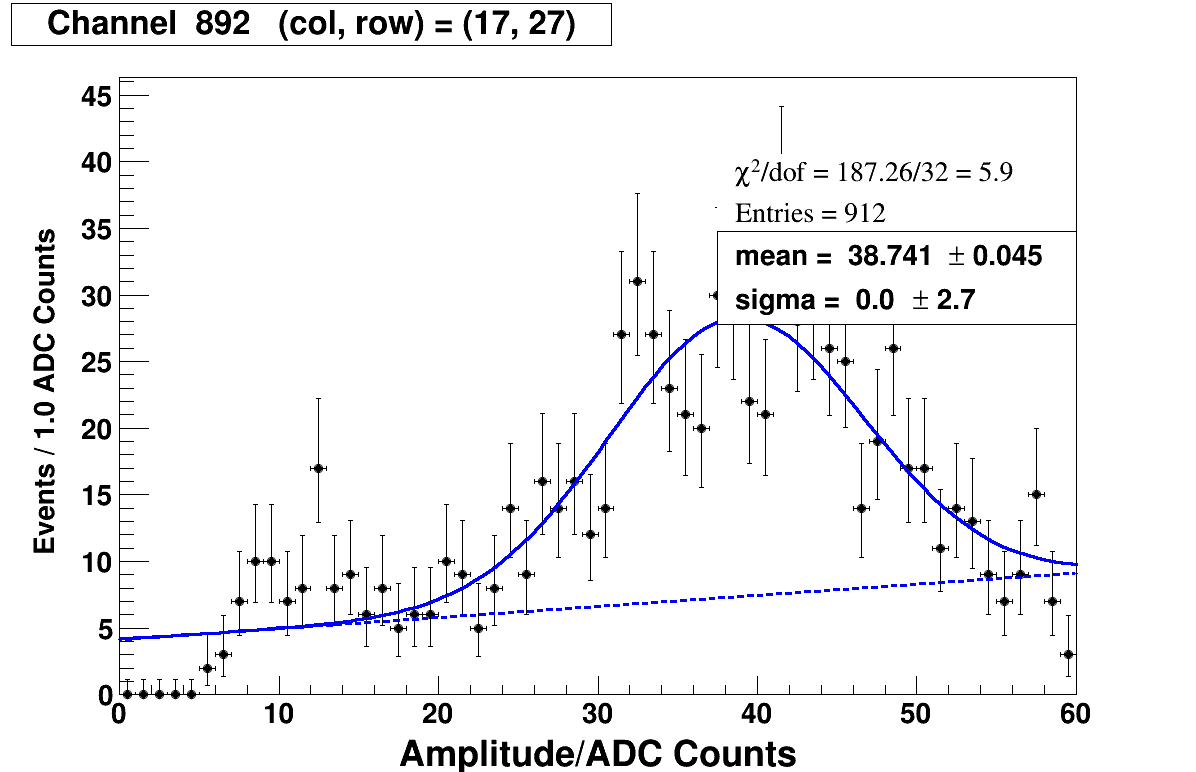 Channel 892 (col, row) = (17, 27)
45
40
35
30
25
20
15
10
5
0
Events / 1.0 ADC Counts
χ²/dof = 187.26/32 = 5.9
Entries = 912
mean = 38.741 ± 0.045
sigma = 0.0 ± 2.7
0 10 20 30 40 50 60
Amplitude/ADC Counts